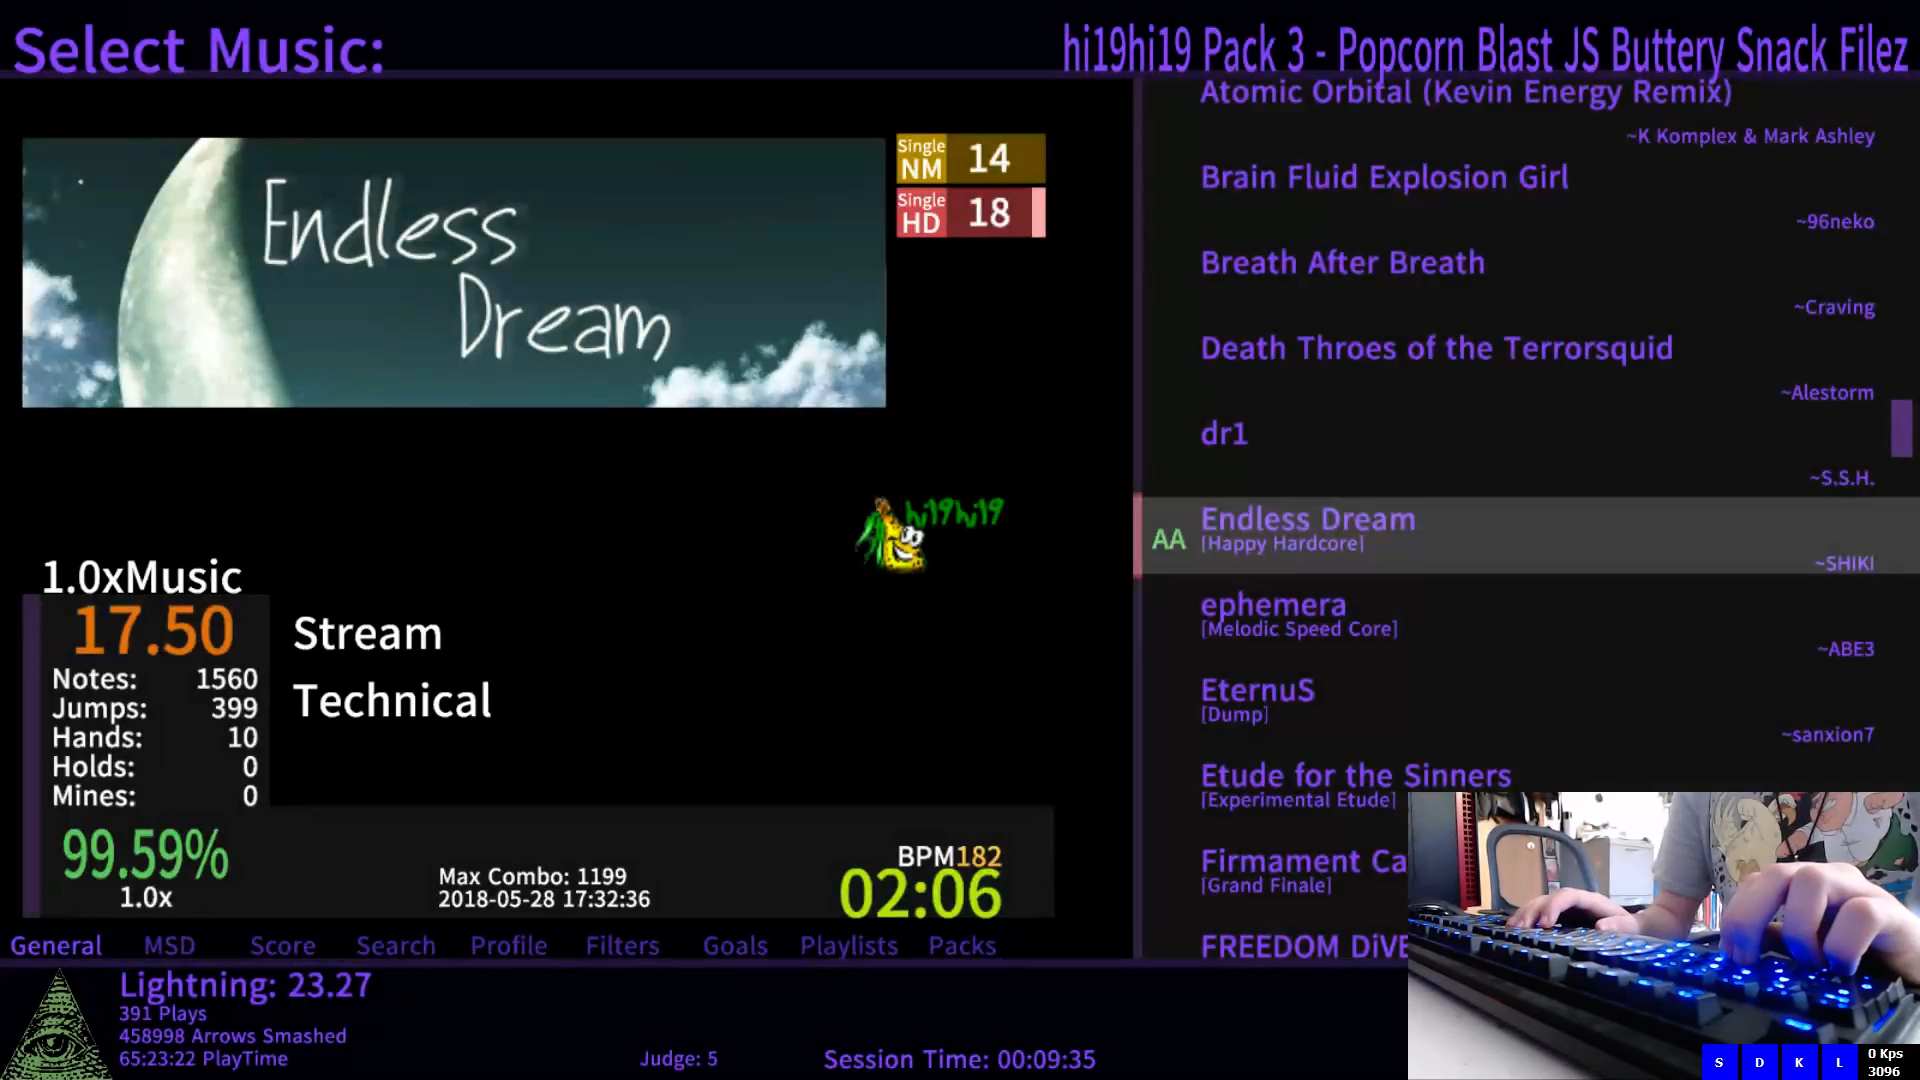 Select Music:
hi19hi19 Pack 3 - Popcorn Blast JS Buttery Snack Filez
Endless
Dream
Single
NM
14
Single
HD
18
hi19hi19
1.0xMusic
17.50
Stream
Technical
Notes: 1560
Jumps: 399
Hands: 10
Holds: 0
Mines: 0
99.59%
1.0x
Max Combo: 1199
2018-05-28 17:32:36
BPM182
02:06
Atomic Orbital (Kevin Energy Remix)
~K Komplex & Mark Ashley
Brain Fluid Explosion Girl
~96neko
Breath After Breath
~Craving
Death Throes of the Terrorsquid
~Alestorm
dr1
~S.S.H.
AA
Endless Dream
[Happy Hardcore]
~SHIKI
ephemera
[Melodic Speed Core]
~ABE3
EternuS
[Dump]
~sanxion7
Etude for the Sinners
[Experimental Etude]
Firmament Ca
[Grand Finale]
FREEDOM DiVE
General MSD Score Search Profile Filters Goals Playlists Packs
Lightning: 23.27
391 Plays
458998 Arrows Smashed
65:23:22 PlayTime
Judge: 5
Session Time: 00:09:35
S D K L
0 Kps
3096